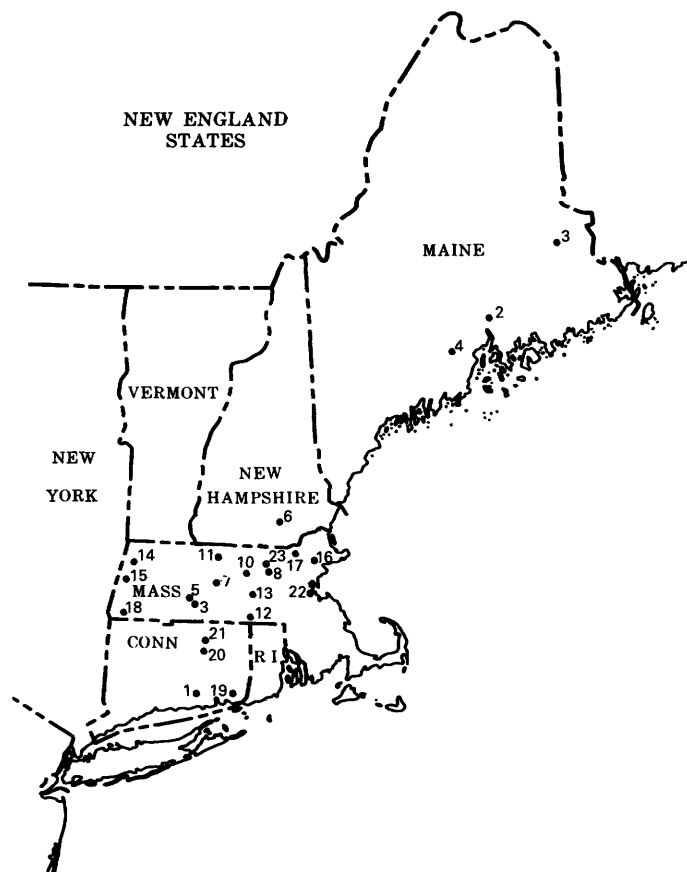 NEW ENGLAND
STATES
3
MAINE
2
4
VERMONT
NEW
YORK
NEW
HAMPSHIRE
6
14
11
23
17
16
15
10
8
7
MASS
5
3
13
22
18
12
CONN
21
20
R I
1
19